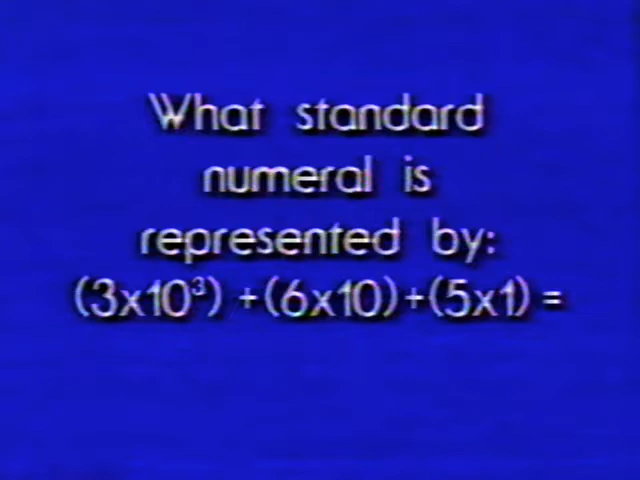 What standard
numeral is
represented by:
(3x10³) +(6x10)+(5x1) =